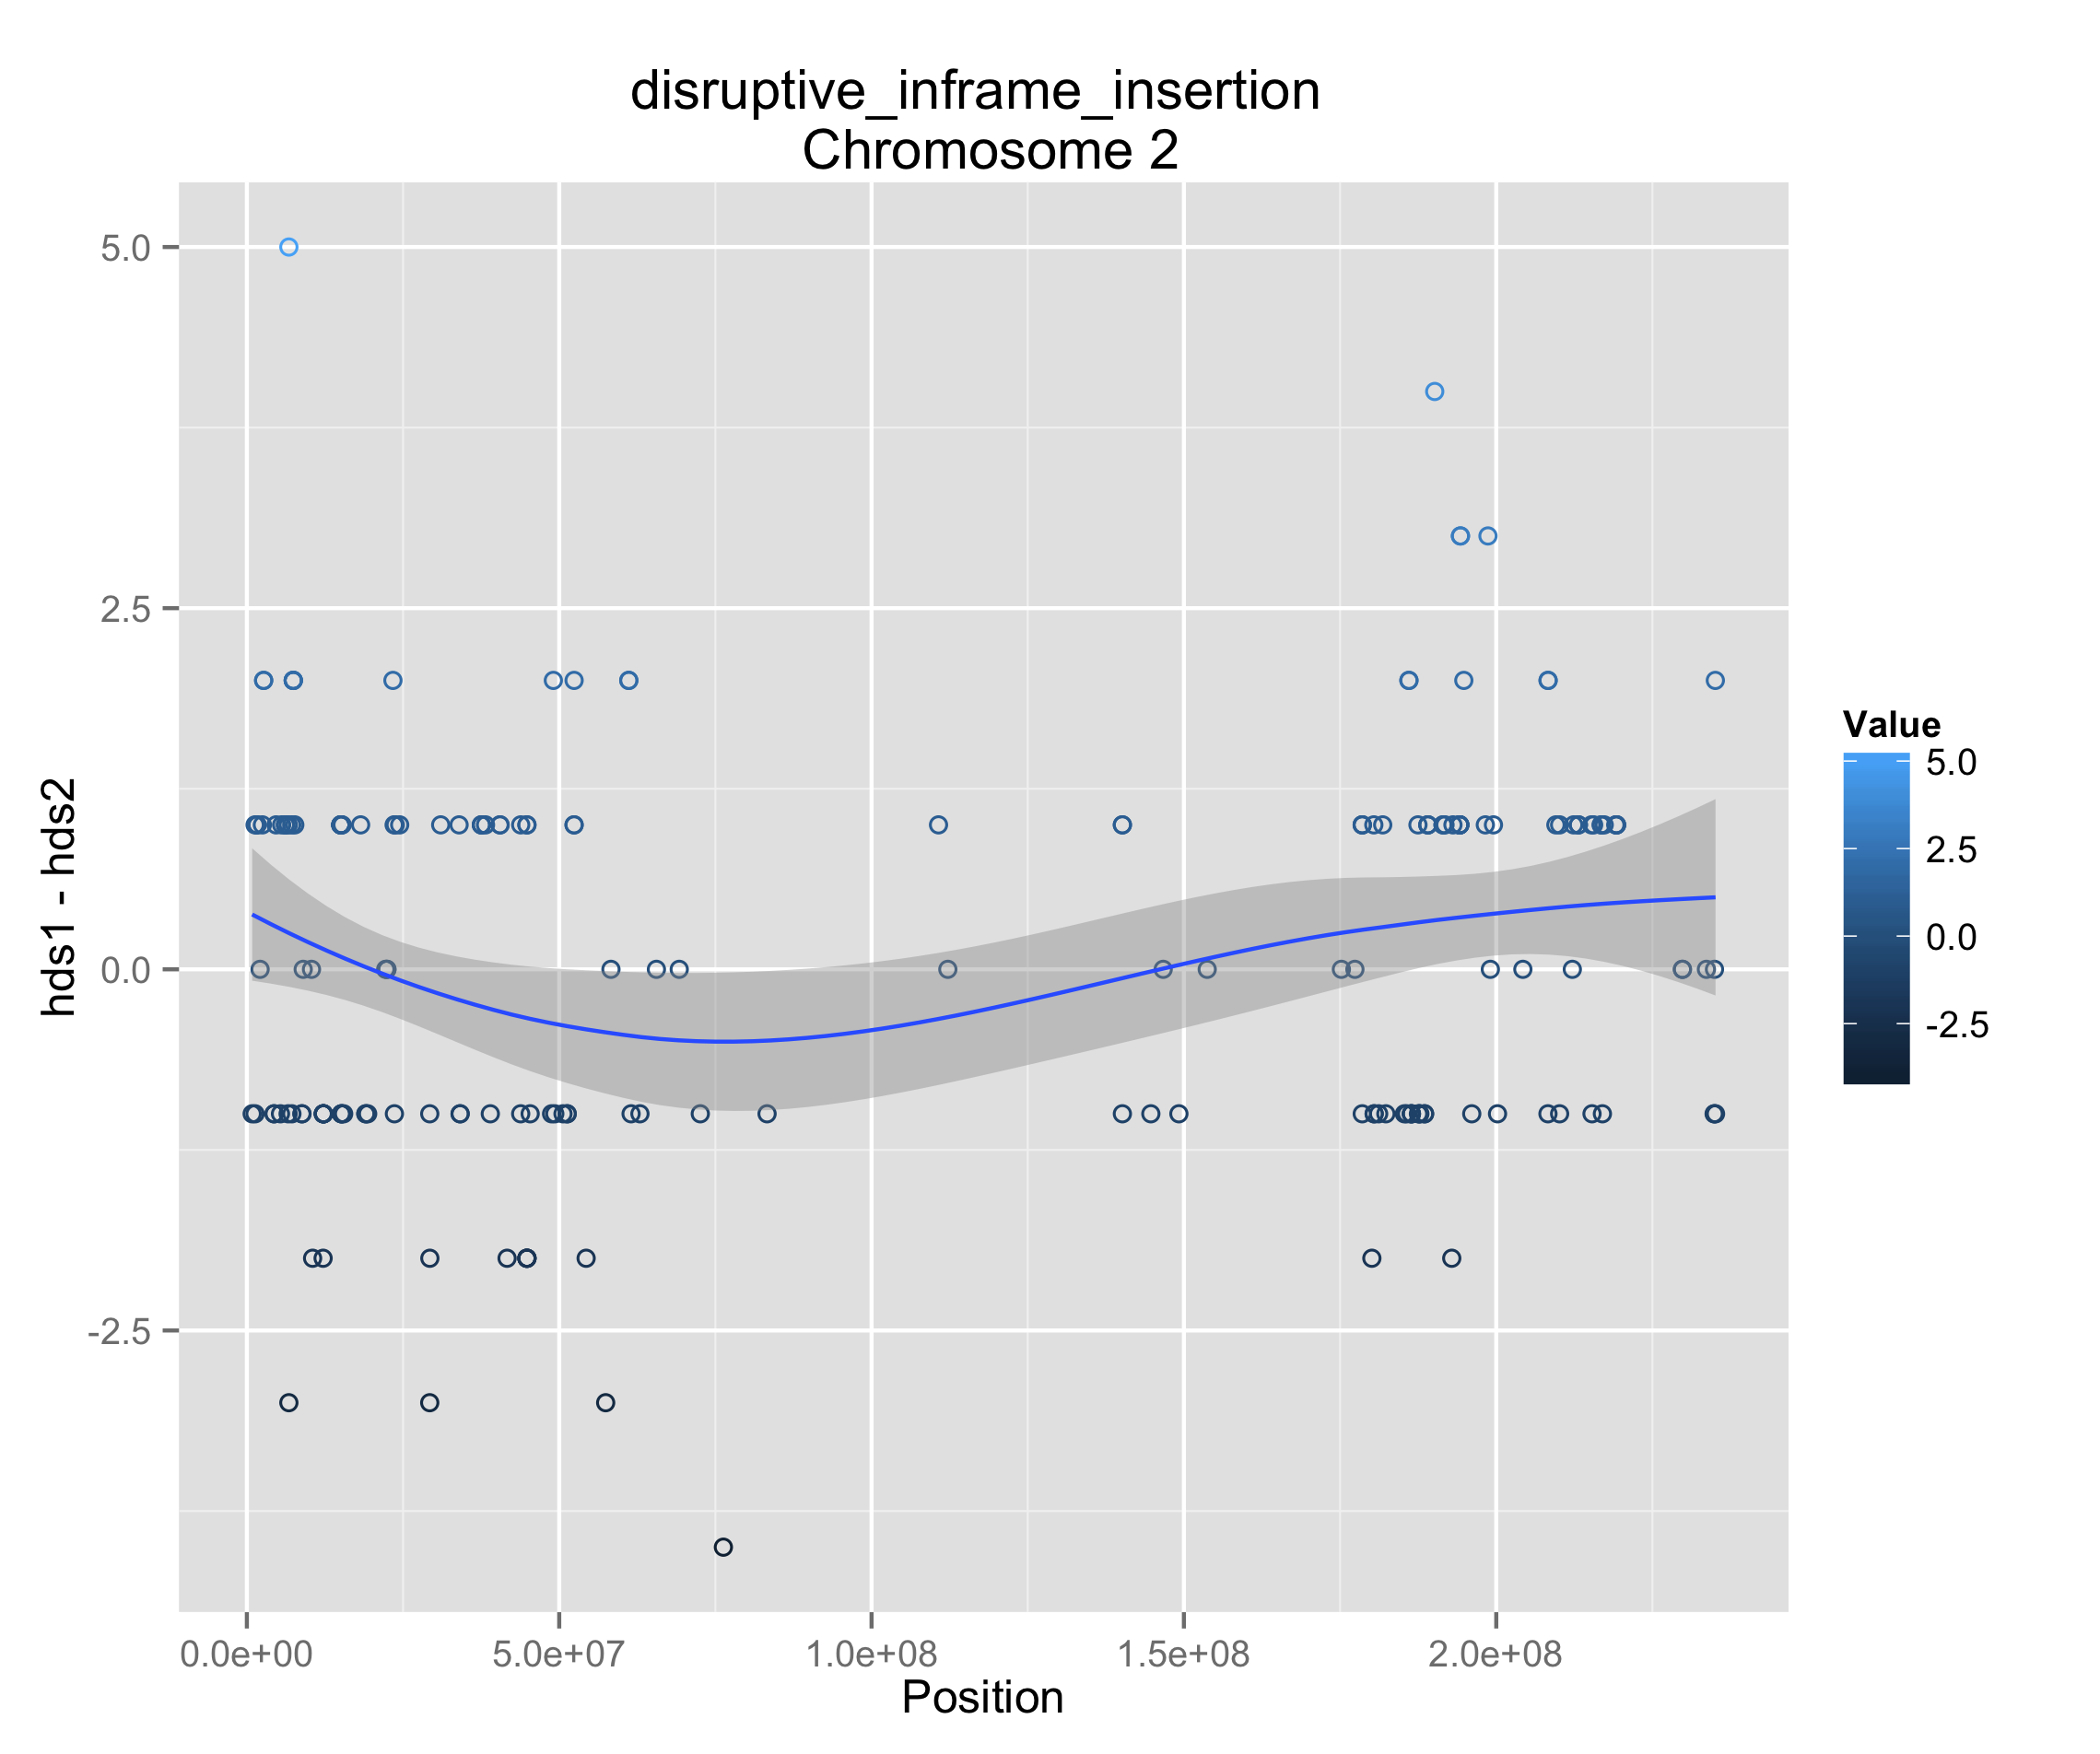 disruptive_inframe_insertion
Chromosome 2
hds1 - hds2
5.0
2.5
0.0
-2.5
0.0e+00 5.0e+07 1.0e+08 1.5e+08 2.0e+08
Position
Value
5.0
2.5
0.0
-2.5